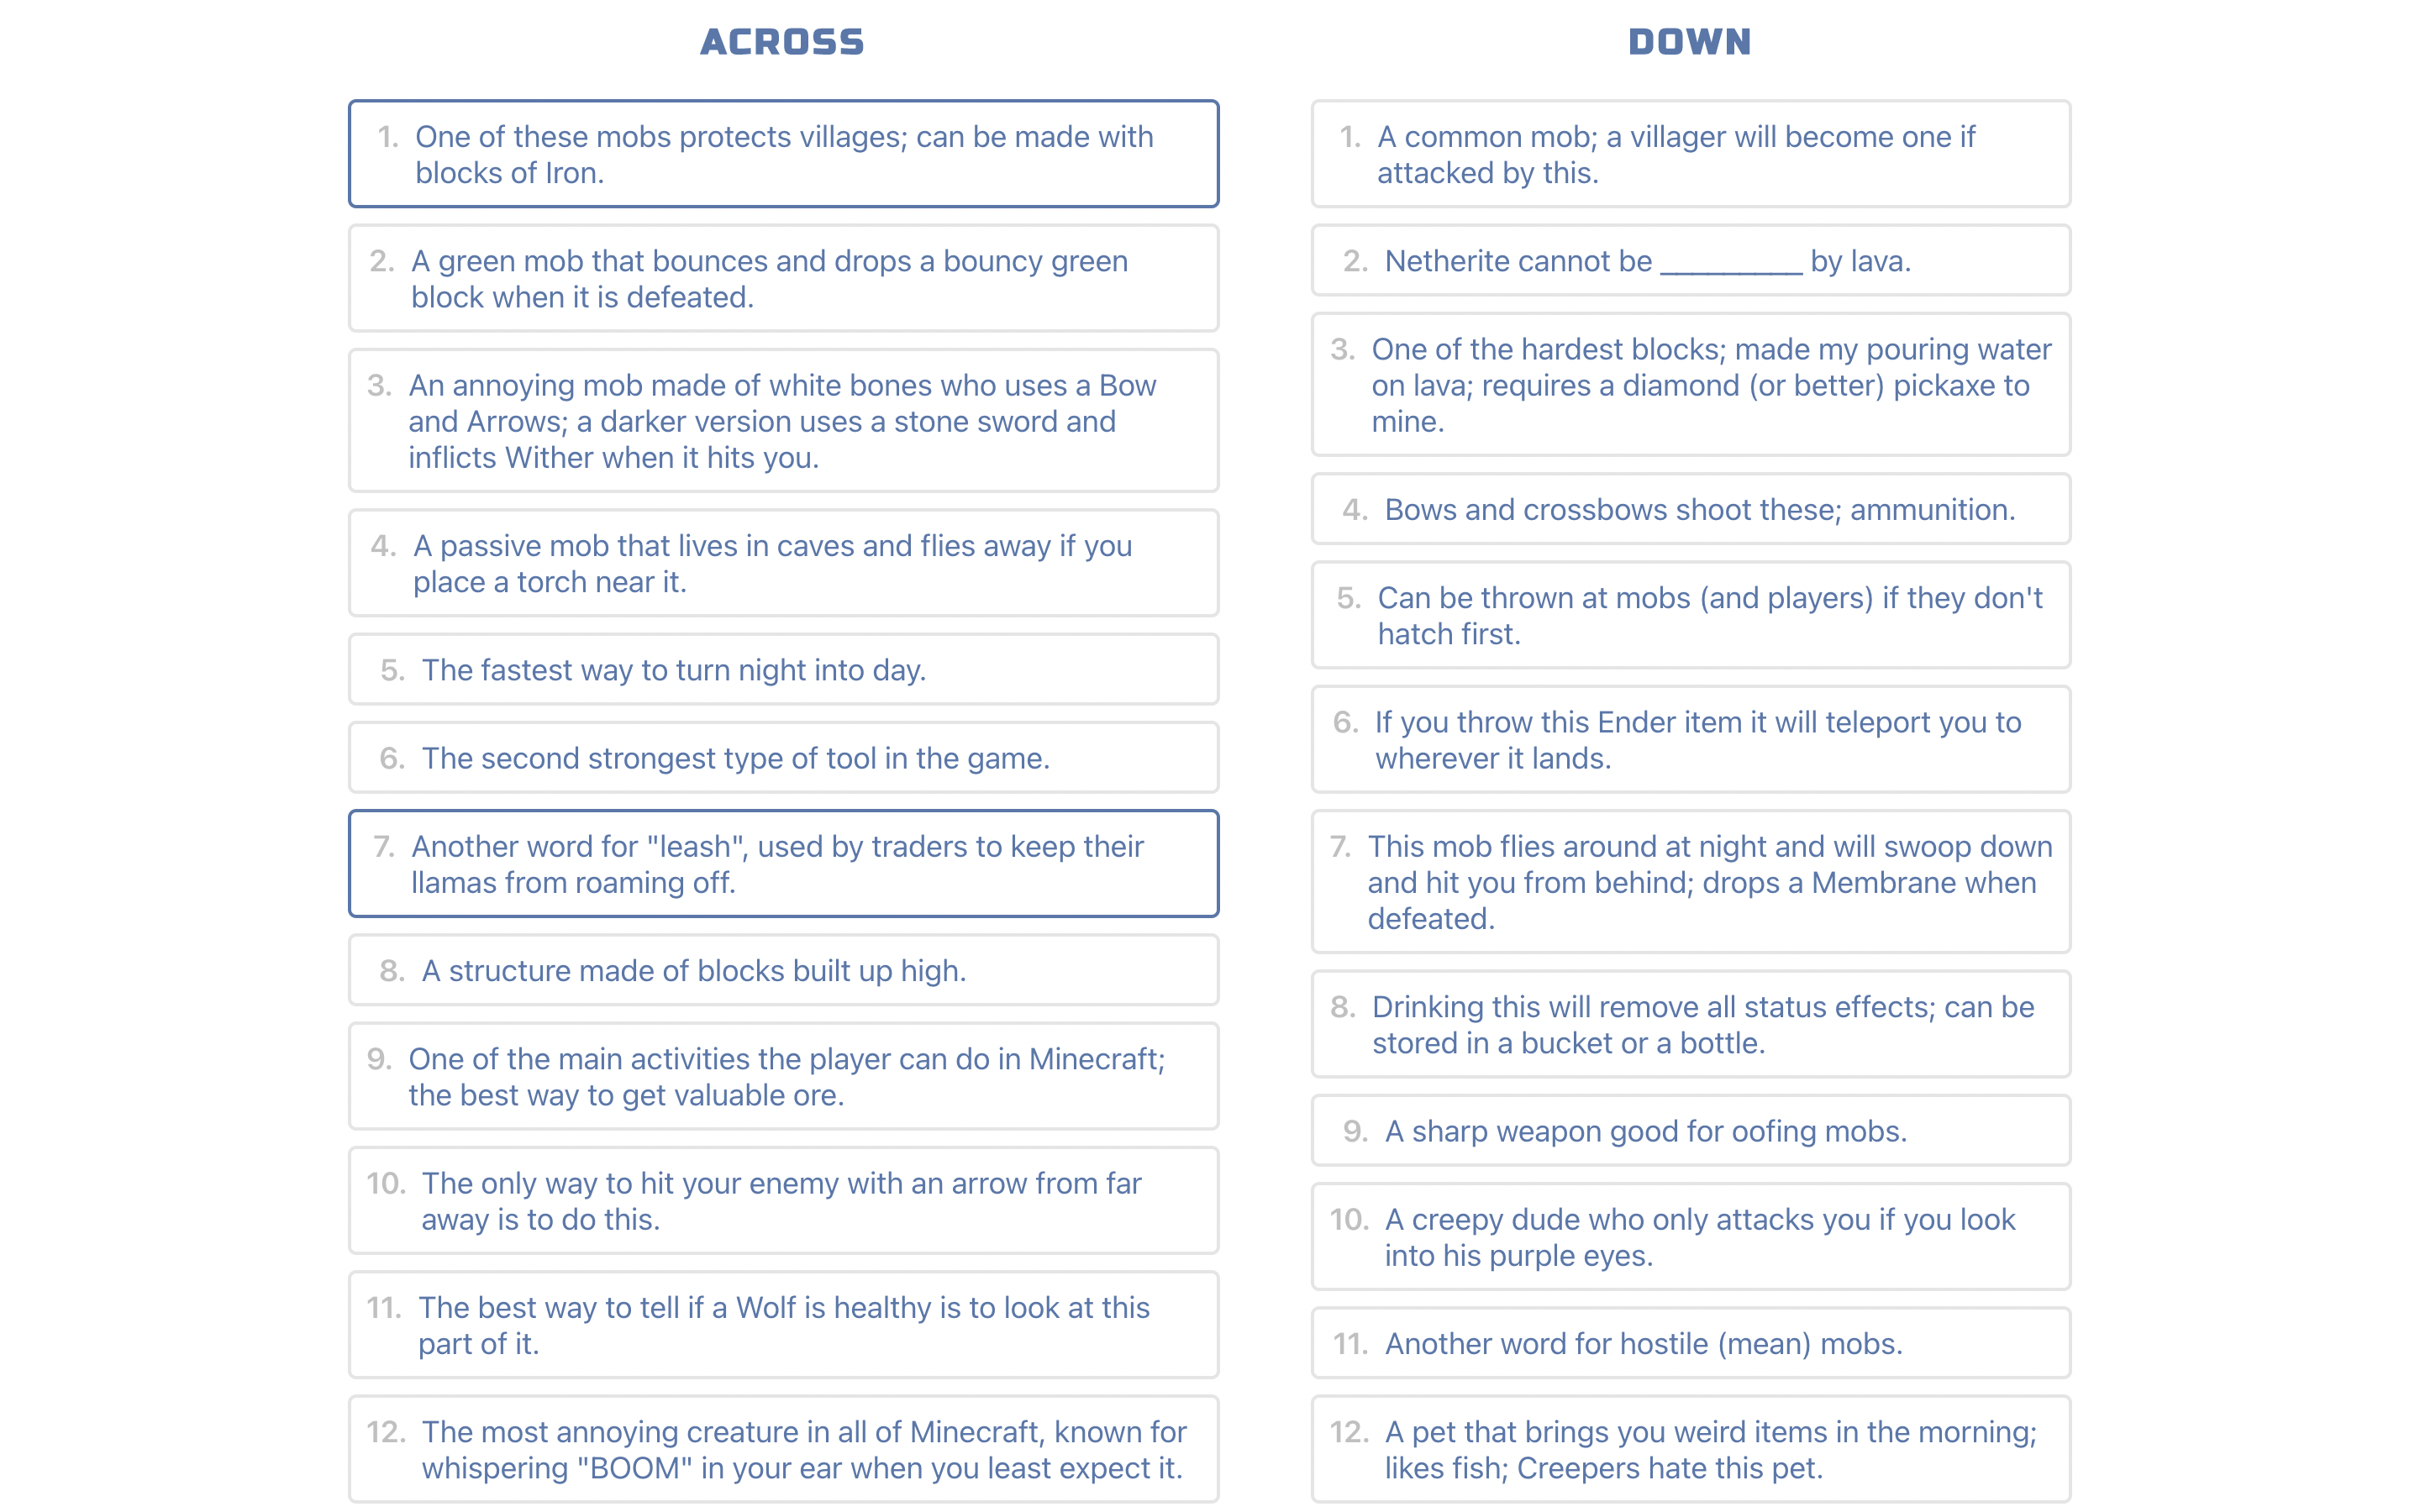 ACROSS
1. One of these mobs protects villages; can be made with
blocks of Iron.
2. A green mob that bounces and drops a bouncy green
block when it is defeated.
3. An annoying mob made of white bones who uses a Bow
and Arrows; a darker version uses a stone sword and
inflicts Wither when it hits you.
4. A passive mob that lives in caves and flies away if you
place a torch near it.
5. The fastest way to turn night into day.
6. The second strongest type of tool in the game.
7. Another word for "leash", used by traders to keep their
llamas from roaming off.
8. A structure made of blocks built up high.
9. One of the main activities the player can do in Minecraft;
the best way to get valuable ore.
10. The only way to hit your enemy with an arrow from far
away is to do this.
11. The best way to tell if a Wolf is healthy is to look at this
part of it.
12. The most annoying creature in all of Minecraft, known for
whispering "BOOM" in your ear when you least expect it.
DOWN
1. A common mob; a villager will become one if
attacked by this.
2. Netherite cannot be _________ by lava.
3. One of the hardest blocks; made my pouring water
on lava; requires a diamond (or better) pickaxe to
mine.
4. Bows and crossbows shoot these; ammunition.
5. Can be thrown at mobs (and players) if they don't
hatch first.
6. If you throw this Ender item it will teleport you to
wherever it lands.
7. This mob flies around at night and will swoop down
and hit you from behind; drops a Membrane when
defeated.
8. Drinking this will remove all status effects; can be
stored in a bucket or a bottle.
9. A sharp weapon good for oofing mobs.
10. A creepy dude who only attacks you if you look
into his purple eyes.
11. Another word for hostile (mean) mobs.
12. A pet that brings you weird items in the morning;
likes fish; Creepers hate this pet.